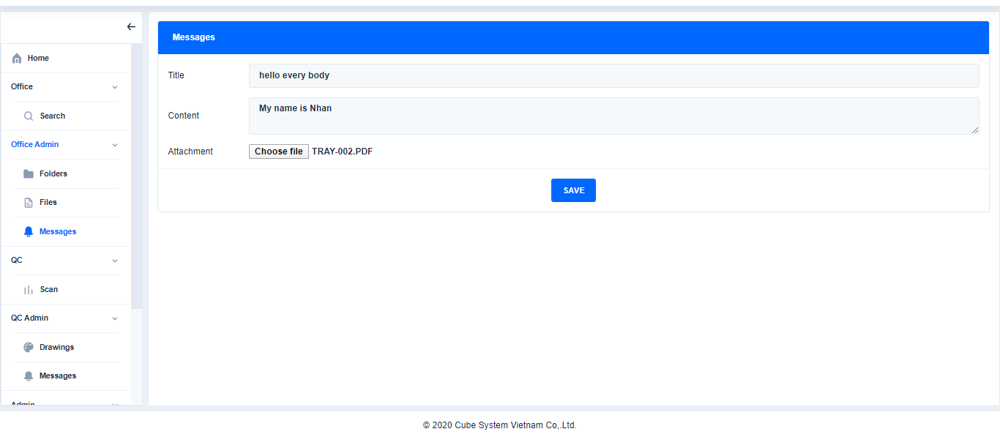 Home
Office
Search
Office Admin
Folders
Files
Messages
QC
Scan
QC Admin
Drawings
Messages
Admin
Messages
Title hello every body
Content My name is Nhan
Attachment Choose file TRAY-002.PDF
SAVE
© 2020 Cube System Vietnam Co,.Ltd.